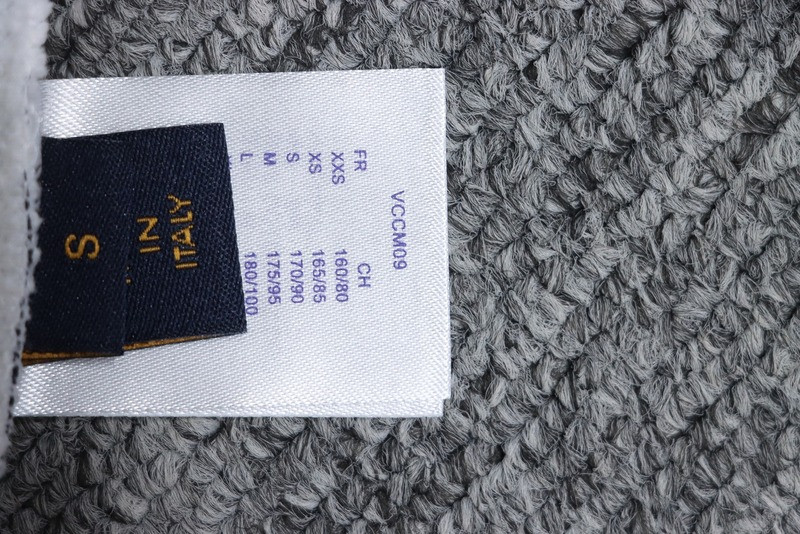 VCCM09
FR CH
XXS 160/80
XS 165/85
S 170/90
M 175/95
L 180/100
IN
ITALY
S